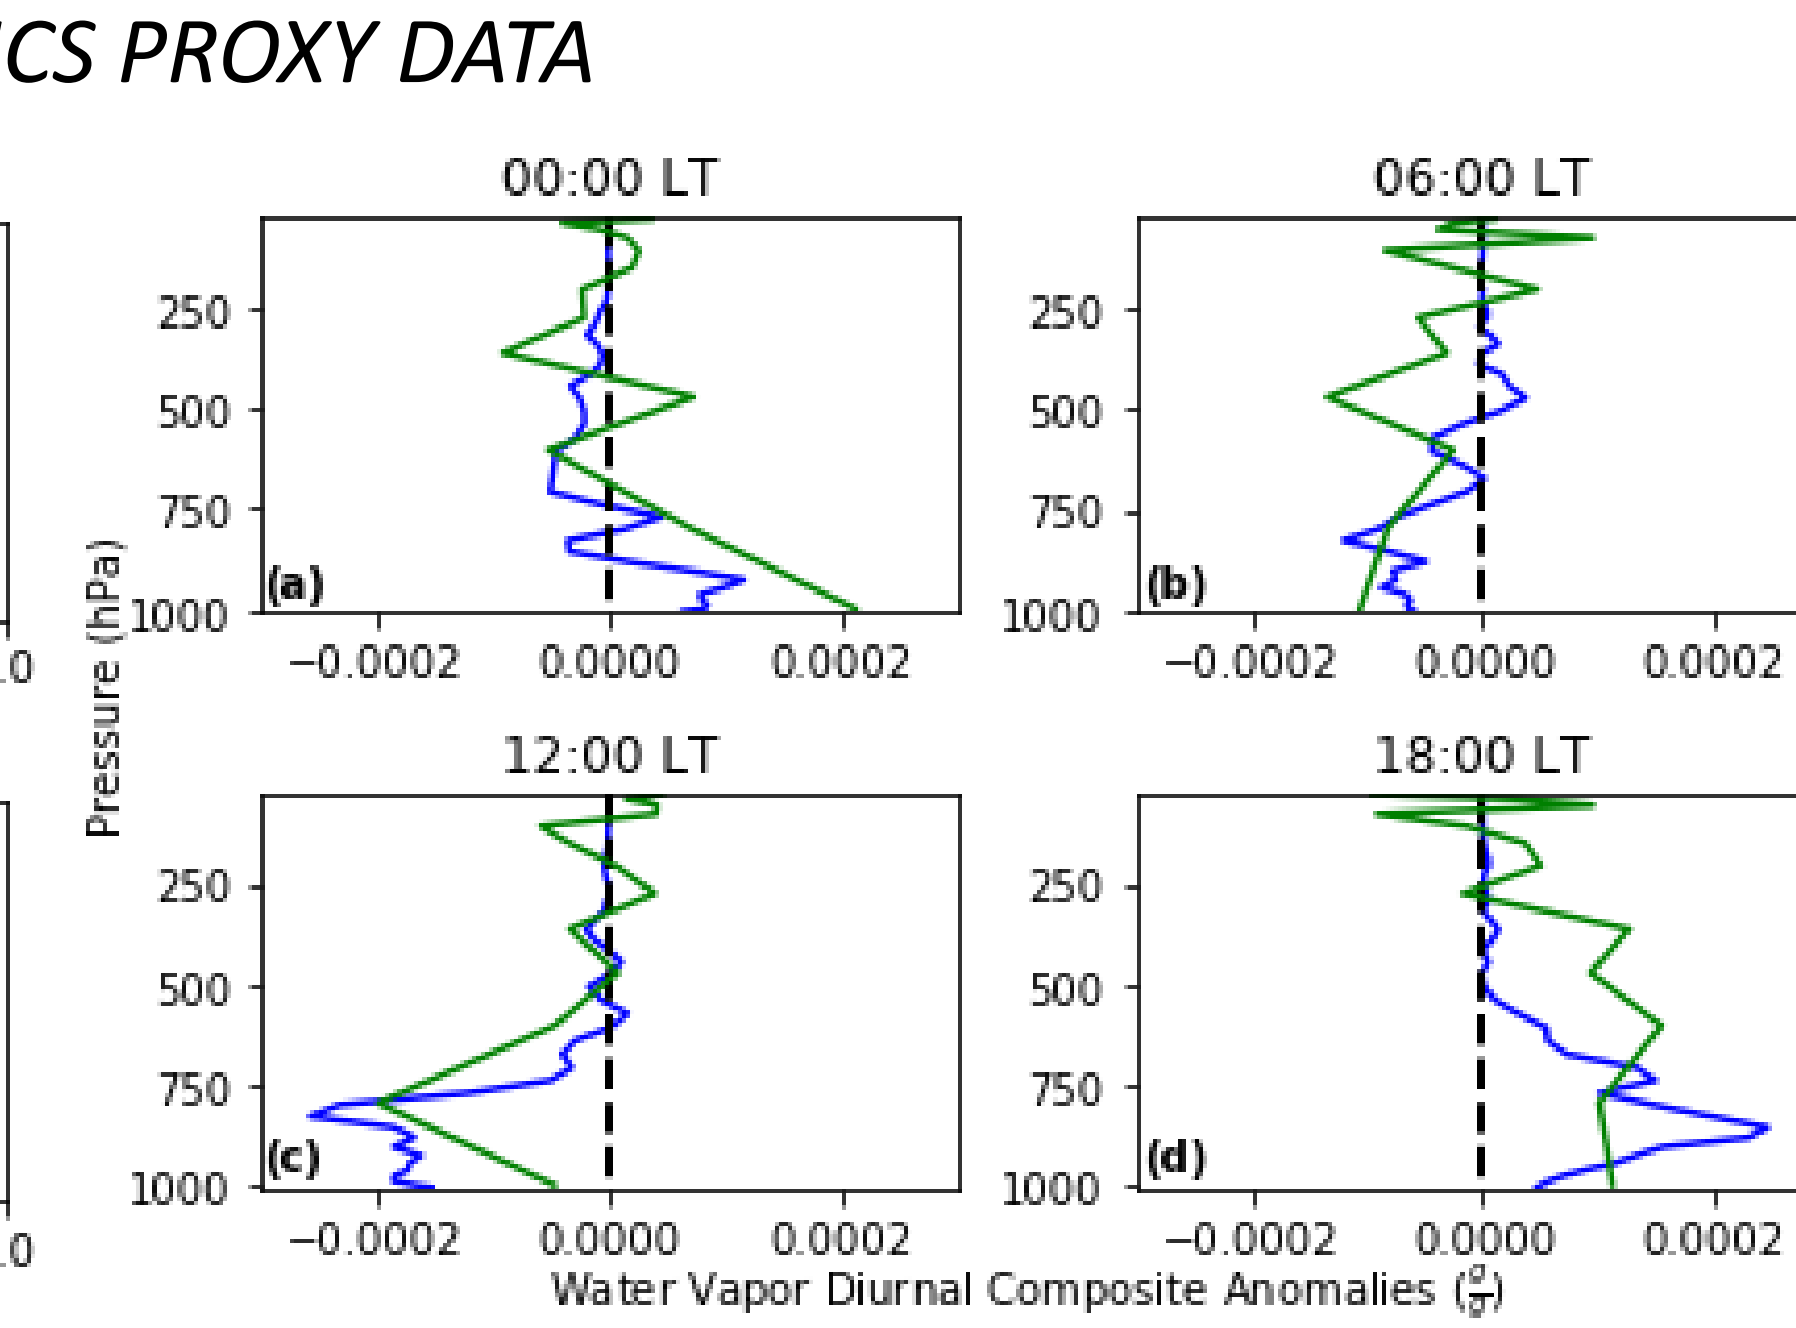 CS PROXY DATA
00:00 LT
06:00 LT
250
500
750
1000
(a)
−0.0002 0.0000 0.0002
250
500
750
1000
(b)
−0.0002 0.0000 0.0002
.0
Pressure (hPa)
12:00 LT
18:00 LT
250
500
750
1000
(c)
−0.0002 0.0000 0.0002
250
500
750
1000
(d)
−0.0002 0.0000 0.0002
.0
Water Vapor Diurnal Composite Anomalies (g/g)